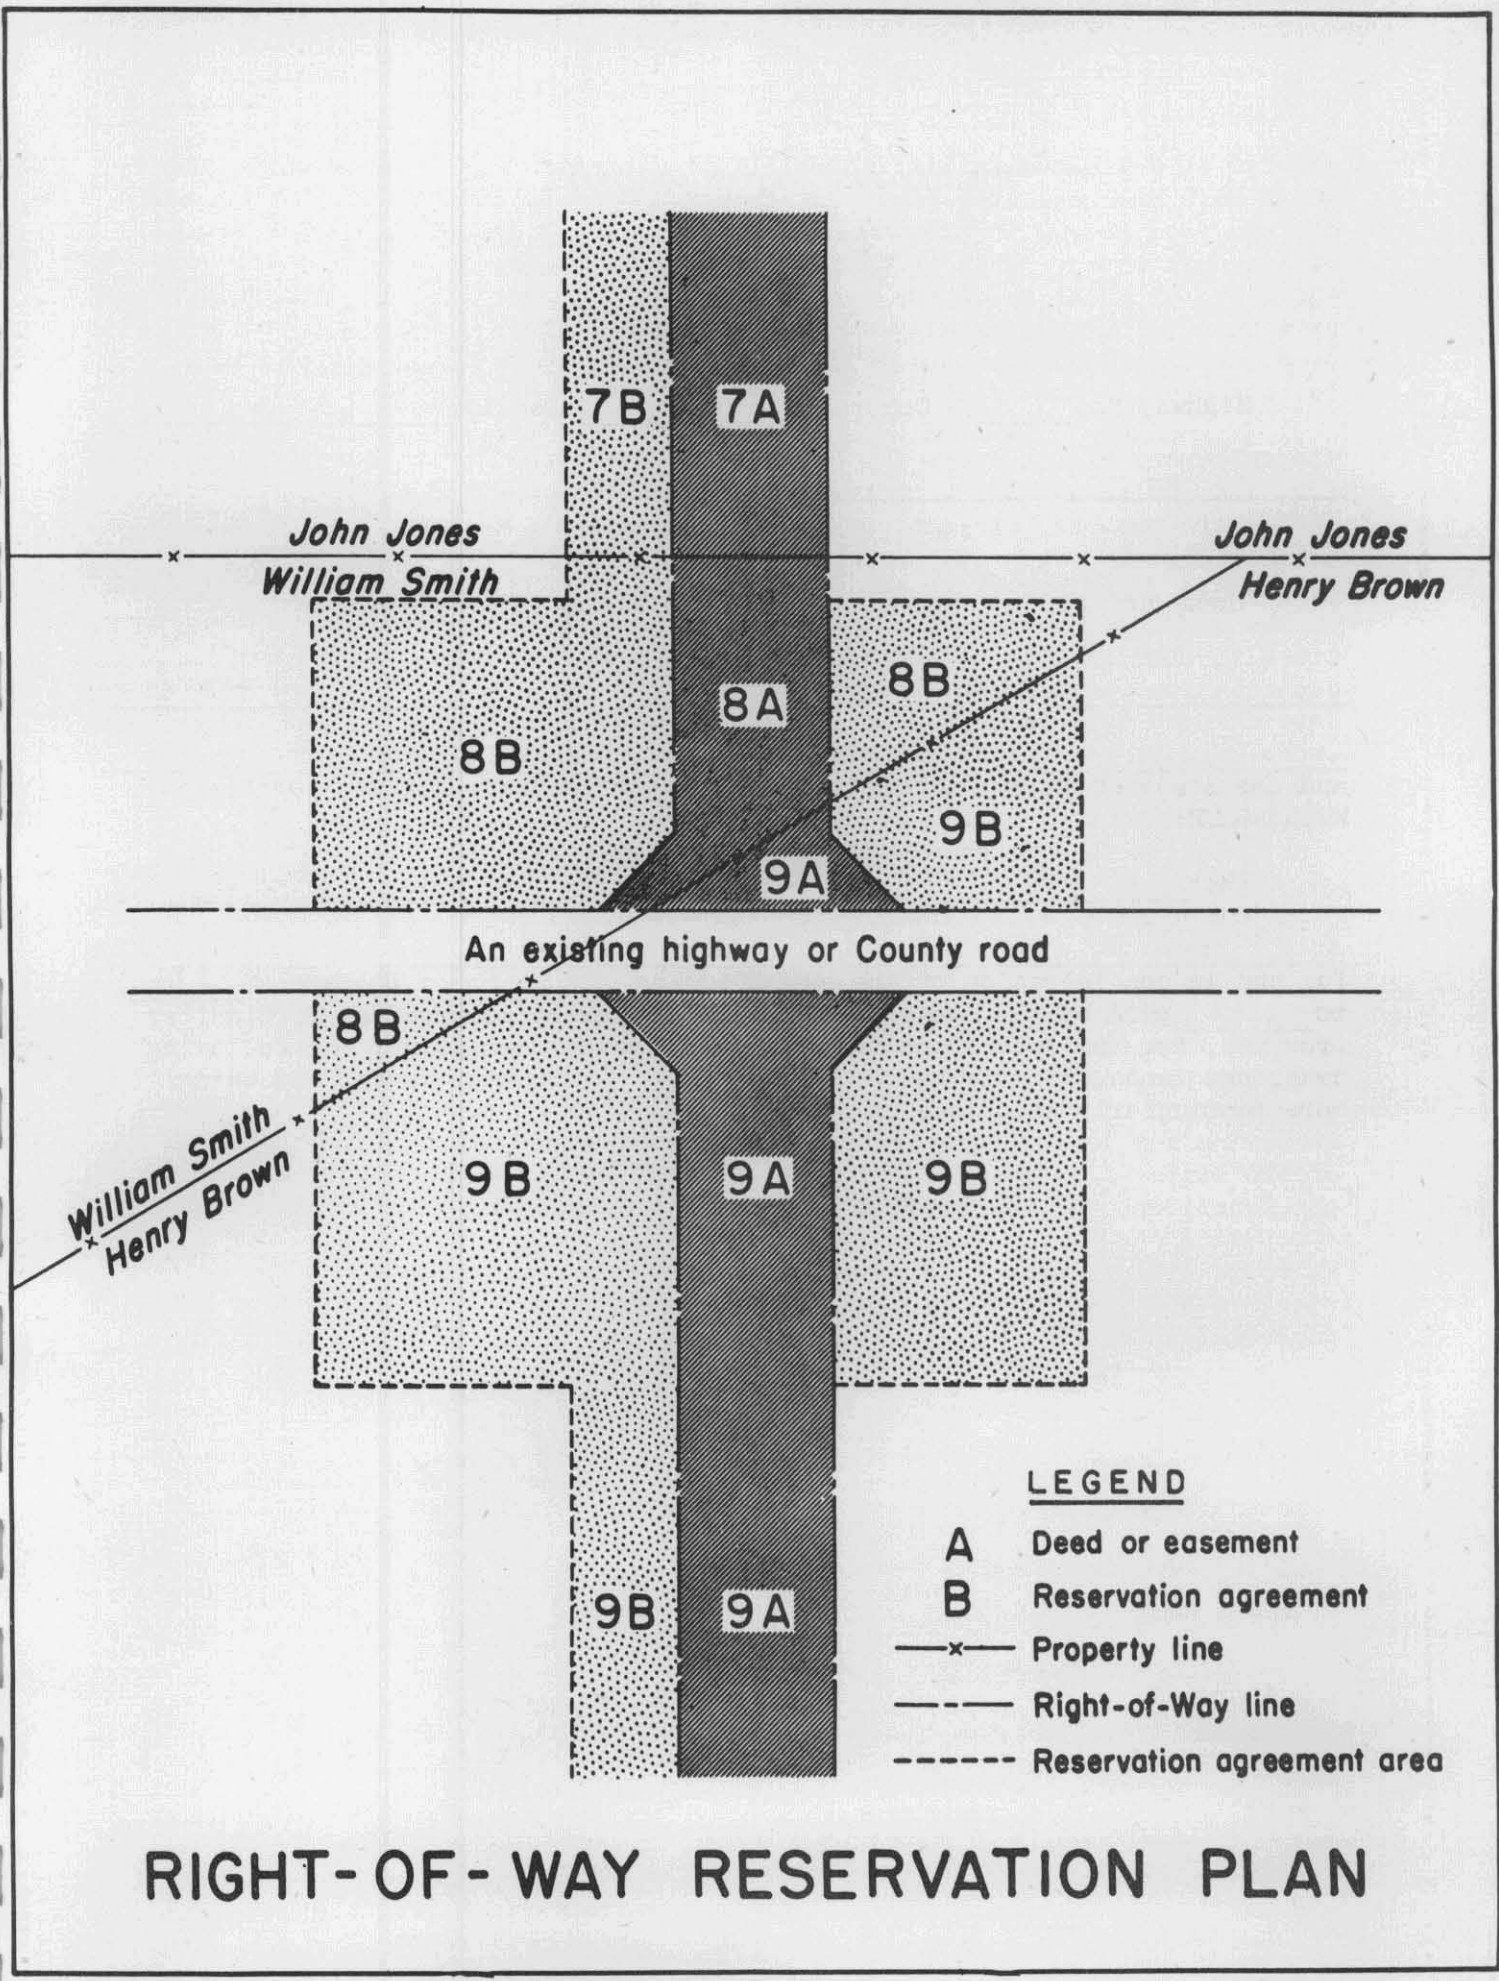 7B 7A
John Jones
William Smith
John Jones
Henry Brown
8B
8A
8B
9B
9A
An existing highway or County road
8B
William Smith
Henry Brown
9B 9A 9B
LEGEND
A Deed or easement
B Reservation agreement
Property line
Right-of-Way line
Reservation agreement area
9B 9A
RIGHT-OF-WAY RESERVATION PLAN